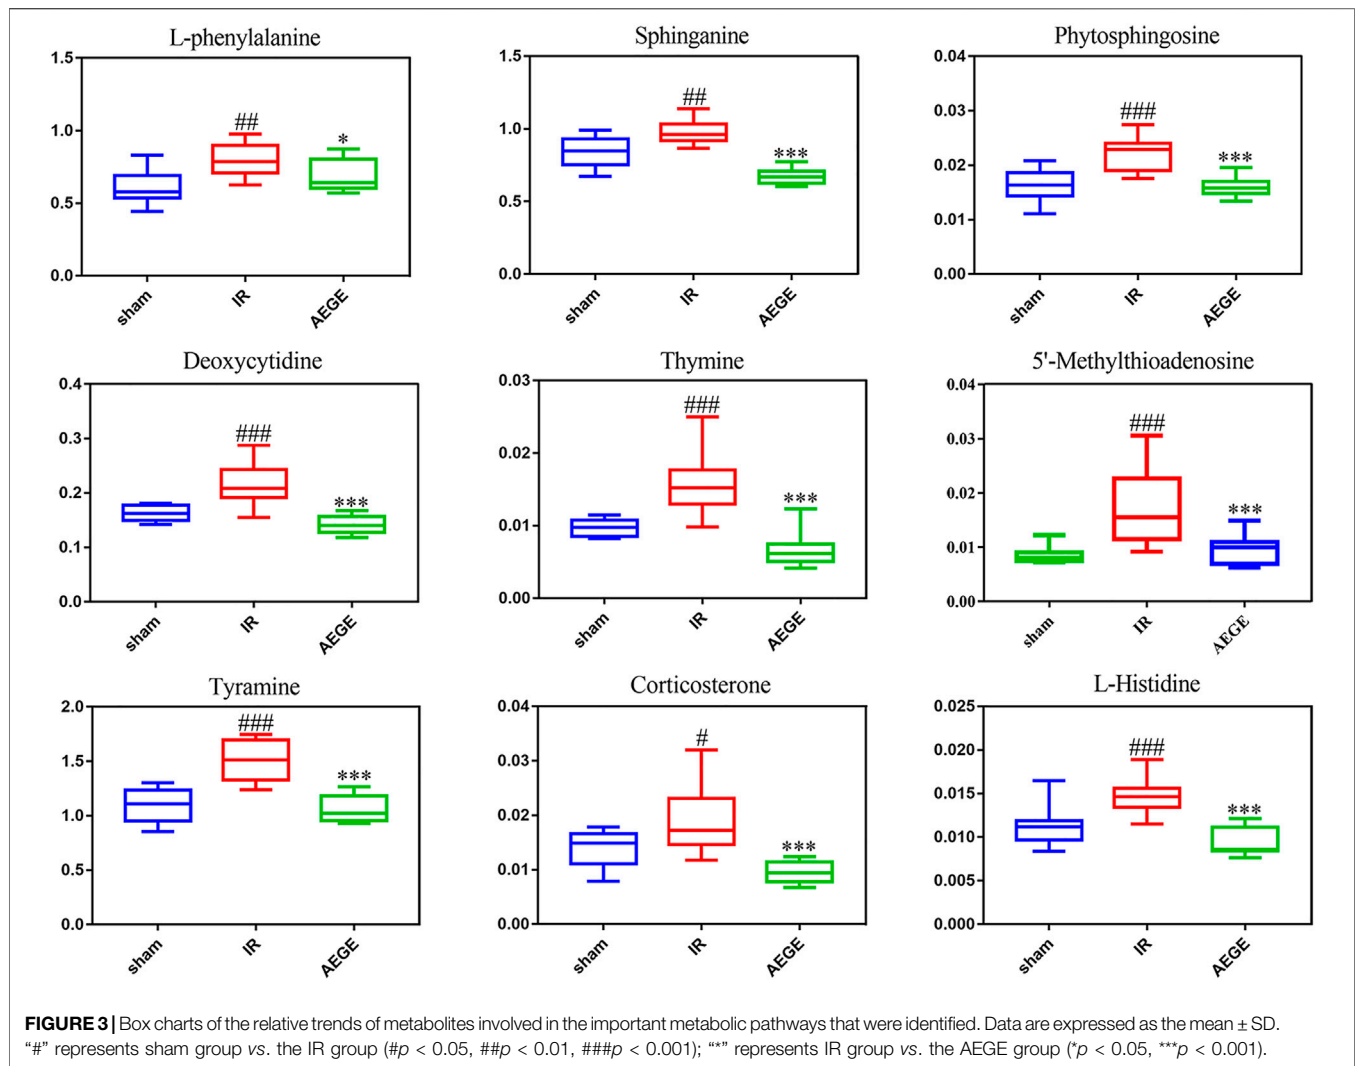 L-phenylalanine
1.5
1.0
0.5
0.0
##
*
sham
IR
AEGE
Sphinganine
1.5
1.0
0.5
0.0
##
***
sham
IR
AEGE
Phytosphingosine
0.04
0.03
0.02
0.01
0.00
###
***
sham
IR
AEGE
Deoxycytidine
0.4
0.3
0.2
0.1
0.0
###
***
sham
IR
AEGE
Thymine
0.03
0.02
0.01
0.00
###
***
sham
IR
AEGE
5'-Methylthioadenosine
0.04
0.03
0.02
0.01
0.00
###
***
sham
IR
AEGE
Tyramine
2.0
1.5
1.0
0.5
0.0
###
***
sham
IR
AEGE
Corticosterone
0.04
0.03
0.02
0.01
0.00
#
***
sham
IR
AEGE
L-Histidine
0.025
0.020
0.015
0.010
0.005
0.000
###
***
sham
IR
AEGE
FIGURE 3 | Box charts of the relative trends of metabolites involved in the important metabolic pathways that were identified. Data are expressed as the mean ± SD.
“#” represents sham group vs. the IR group (#p < 0.05, ##p < 0.01, ###p < 0.001); “*” represents IR group vs. the AEGE group (*p < 0.05, ***p < 0.001).